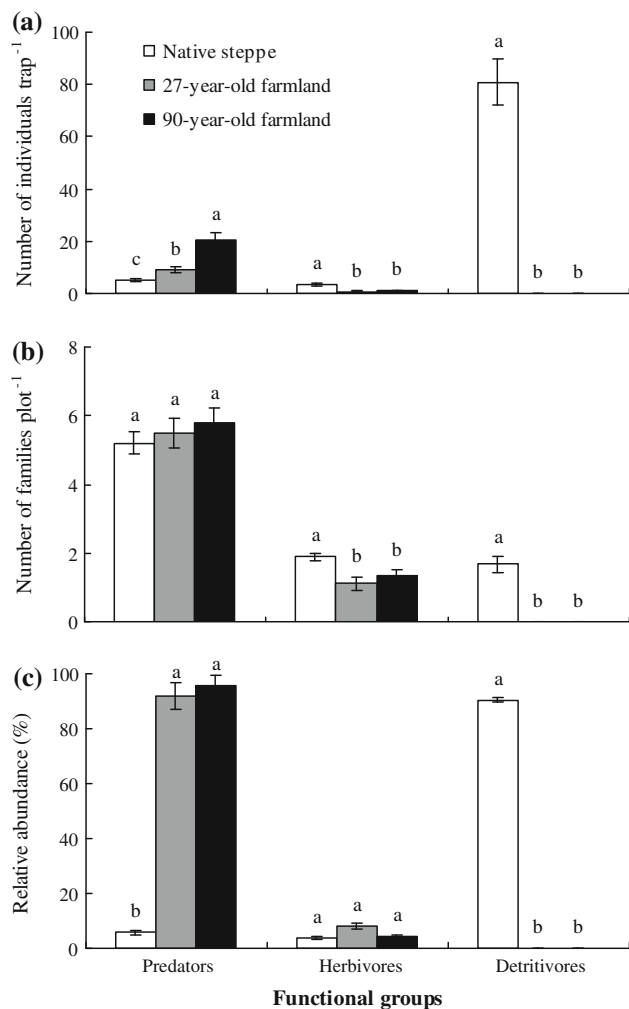 (a)
Number of individuals trap⁻¹
100
80
60
40
20
0
Native steppe
27-year-old farmland
90-year-old farmland
c b a
a b b
a b b
(b)
Number of families plot⁻¹
8
6
4
2
0
a a a
a b b
a b b
(c)
Relative abundance (%)
100
80
60
40
20
0
b a a
a a a
a b b
Predators Herbivores Detritivores
Functional groups